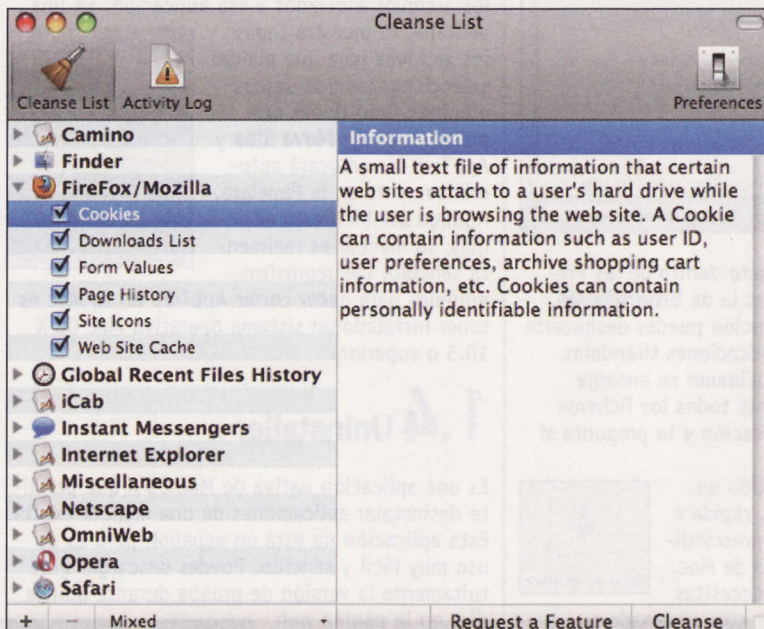 Cleanse List
Cleanse List
Activity Log
Preferences
Camino
Finder
FireFox/Mozilla
Cookies
Downloads List
Form Values
Page History
Site Icons
Web Site Cache
Global Recent Files History
iCab
Instant Messengers
Internet Explorer
Miscellaneous
Netscape
OmniWeb
Opera
Safari
Information
A small text file of information that certain
web sites attach to a user's hard drive while
the user is browsing the web site. A Cookie
can contain information such as user ID,
user preferences, archive shopping cart
information, etc. Cookies can contain
personally identifiable information.
+ − Mixed
Request a Feature
Cleanse